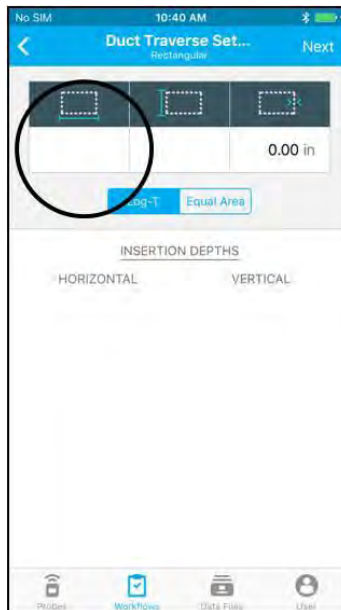 No SIM 10:40 AM
Duct Traverse Set...
Rectangular
Next
0.00 in
Log-T Equal Area
INSERTION DEPTHS
HORIZONTAL VERTICAL
Probes Workflows Data Files User